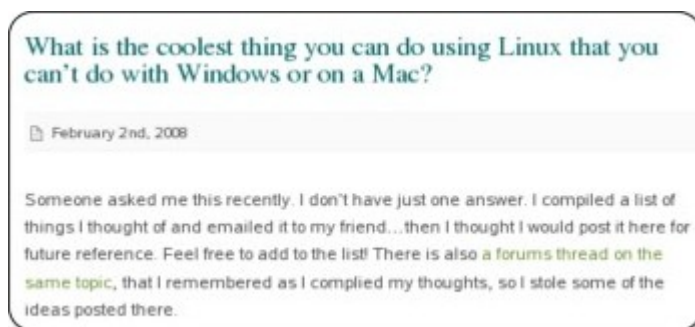 What is the coolest thing you can do using Linux that you
can't do with Windows or on a Mac?
February 2nd, 2008
Someone asked me this recently. I don't have just one answer. I compiled a list of
things I thought of and emailed it to my friend...then I thought I would post it here for
future reference. Feel free to add to the list! There is also a forums thread on the
same topic, that I remembered as I complied my thoughts, so I stole some of the
ideas posted there.